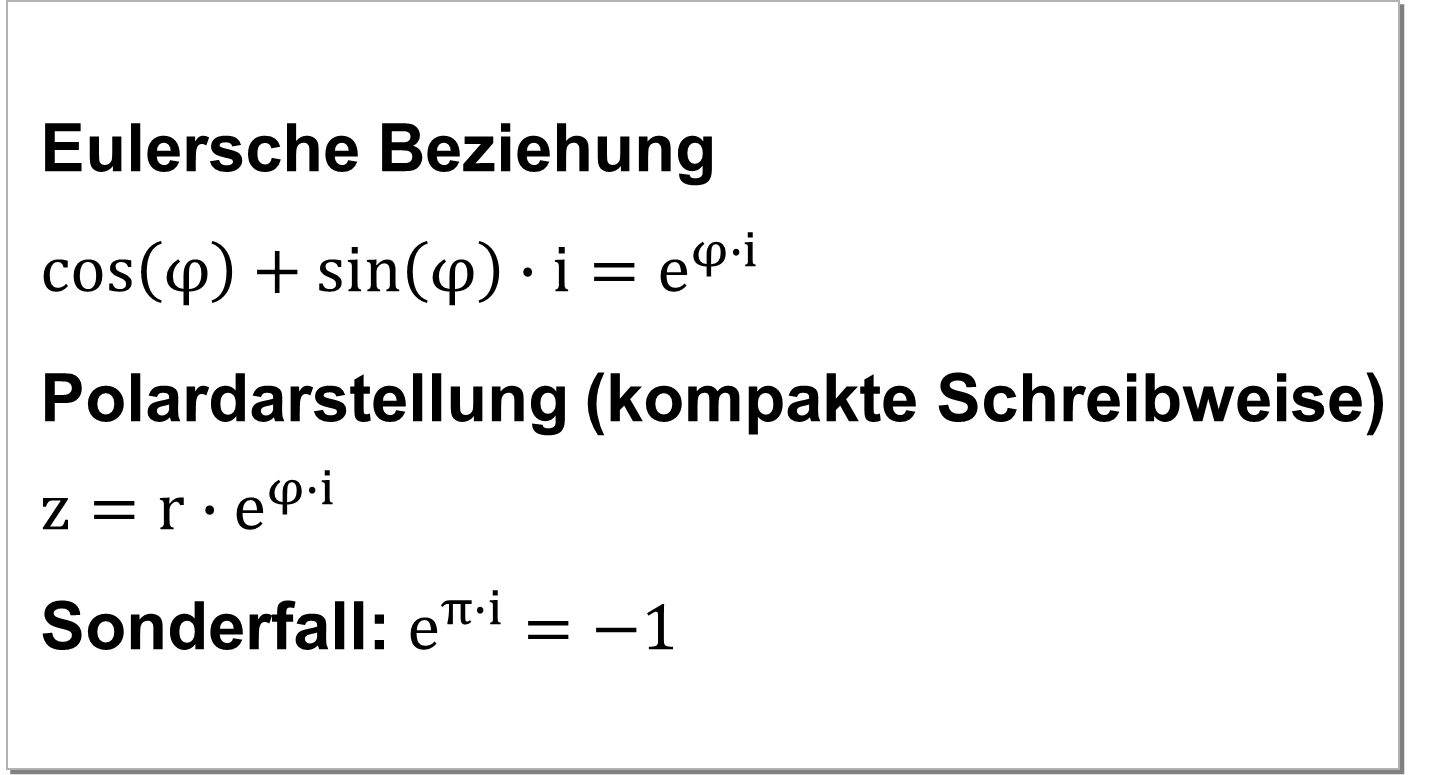 Eulersche Beziehung
cos(φ) + sin(φ) · i = e^φ·i
Polardarstellung (kompakte Schreibweise)
z = r · e^φ·i
Sonderfall: e^π·i = −1